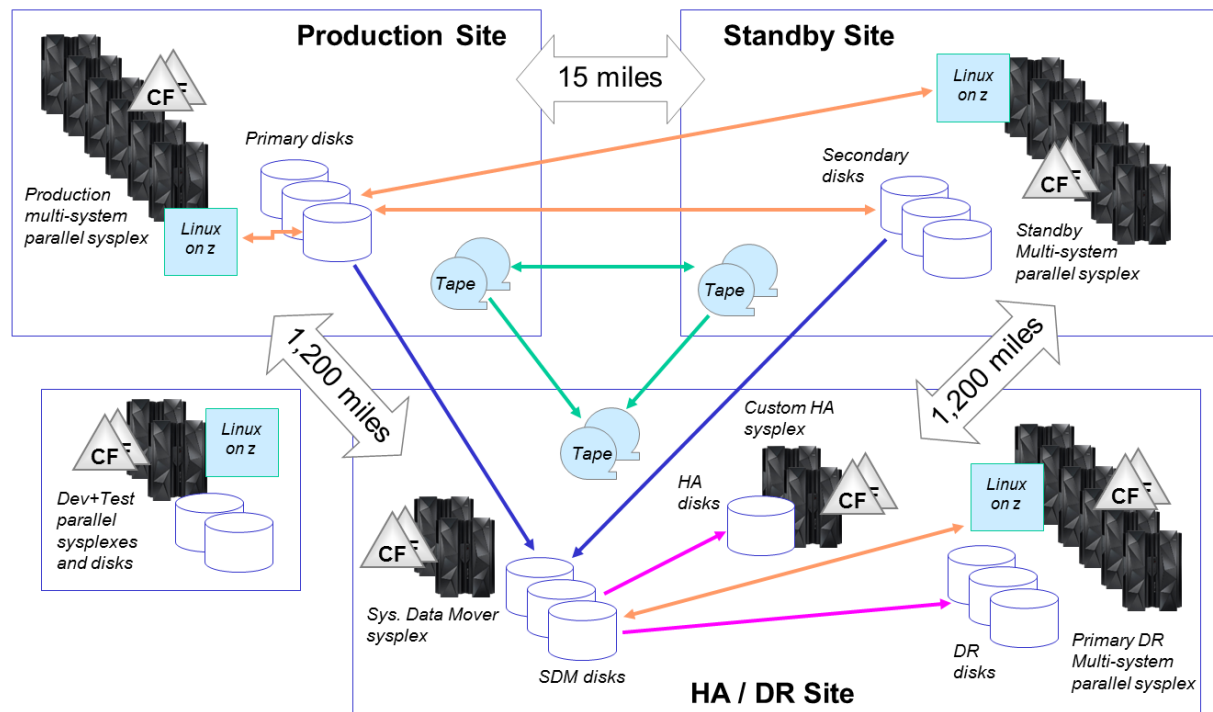 Production Site
Standby Site
15 miles
CF
F
Linux
on z
Primary disks
Production
multi-system
parallel sysplex
Linux
on z
Secondary
disks
CF
F
Standby
Multi-system
parallel sysplex
Tape
Tape
1,200 miles
1,200 miles
CF
F
Linux
on z
Dev+Test
parallel
sysplexes
and disks
Tape
Custom HA
sysplex
HA
disks
CF
F
Linux
on z
CF
F
CF
Sys. Data Mover
sysplex
SDM disks
DR
disks
Primary DR
Multi-system
parallel sysplex
HA / DR Site